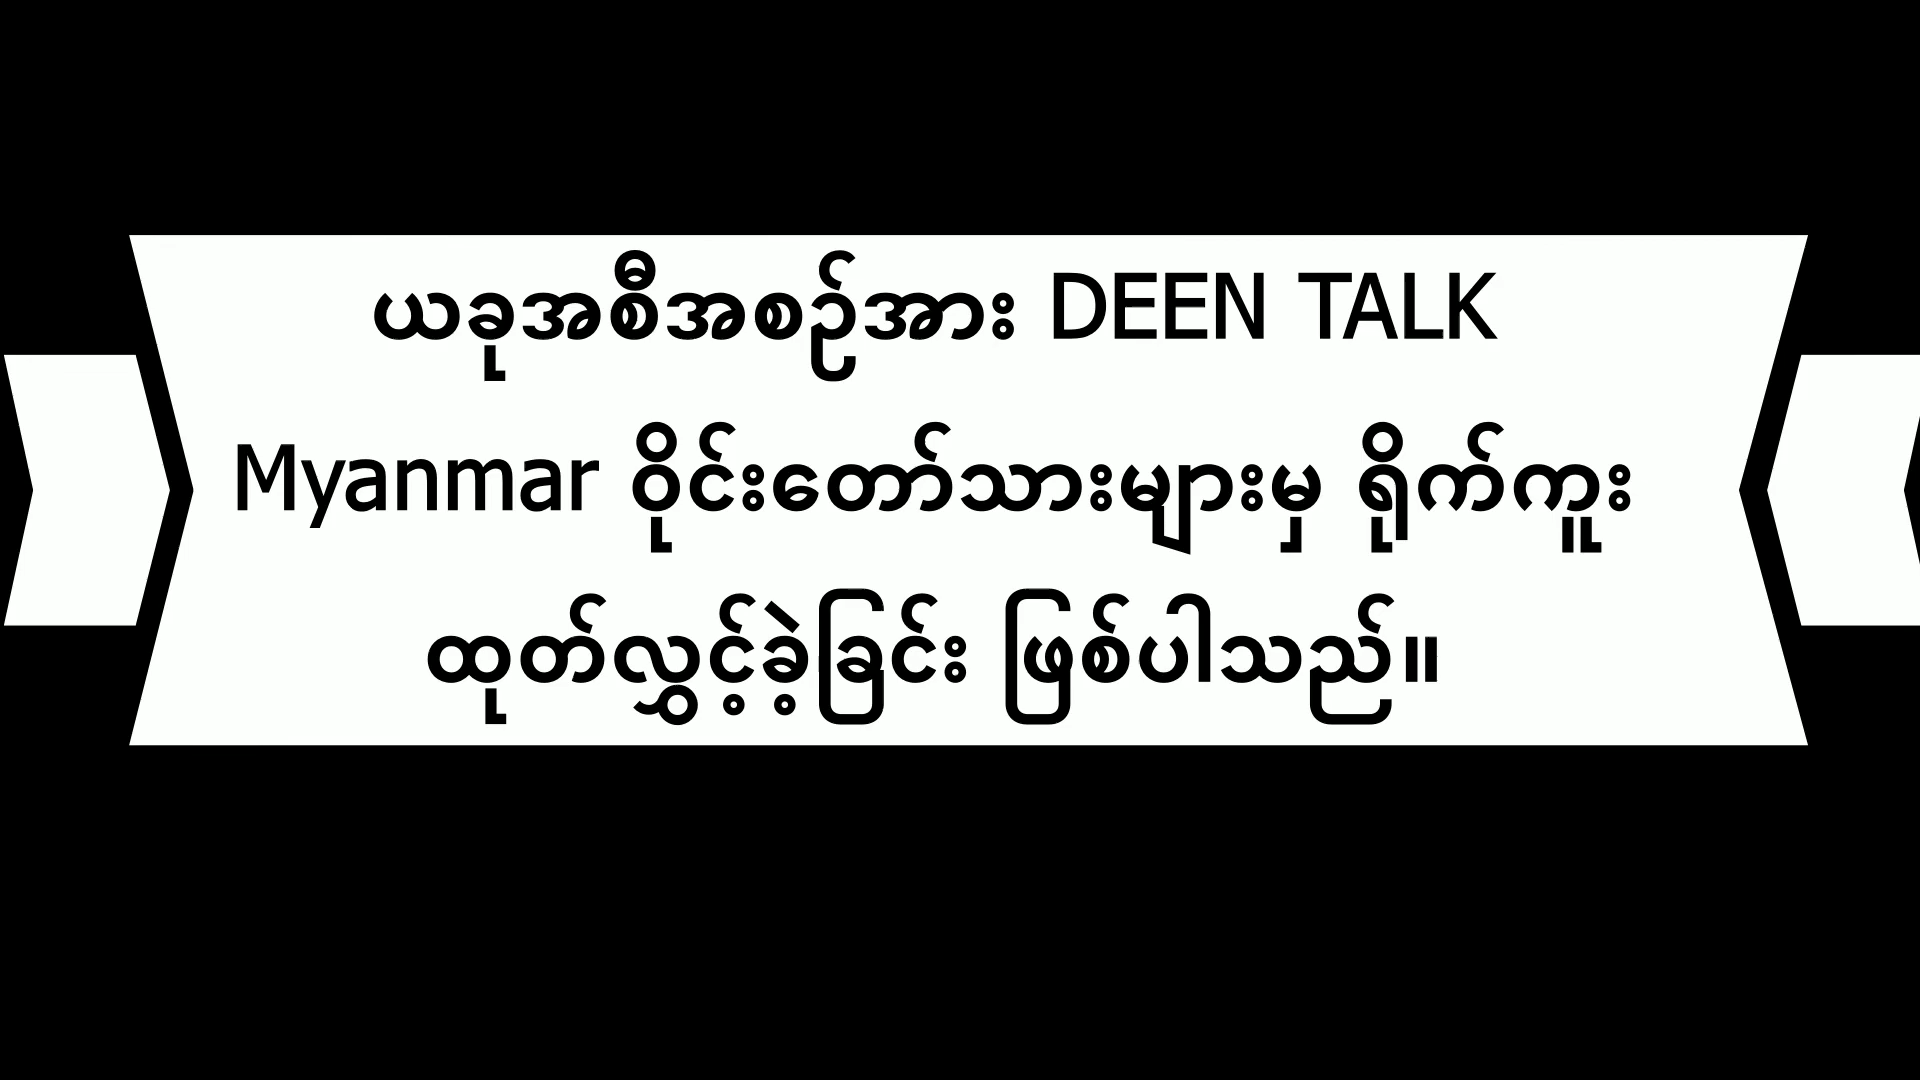 ယခုအစီအစဉ်အား DEEN TALK
Myanmar ဝိုင်းတော်သားများမှ ရိုက်ကူး
ထုတ်လွှင့်ခဲ့ခြင်း ဖြစ်ပါသည်။